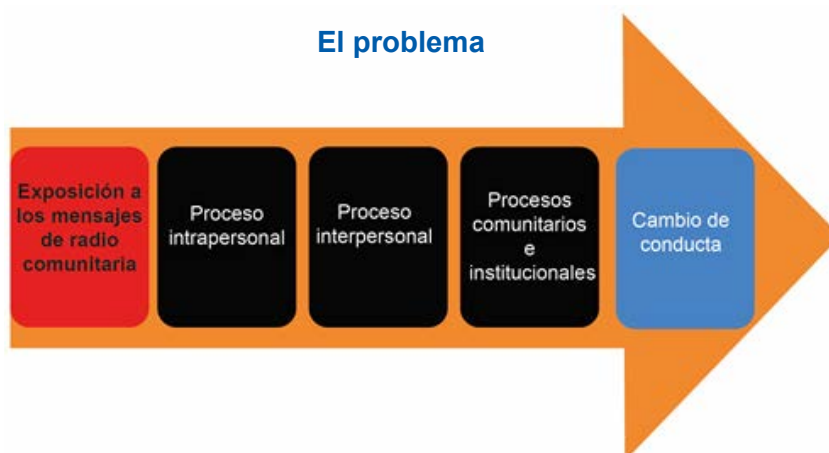 El problema
Exposición a
los mensajes
de radio
comunitaria
Proceso
intrapersonal
Proceso
interpersonal
Procesos
comunitarios
e
institucionales
Cambio de
conducta